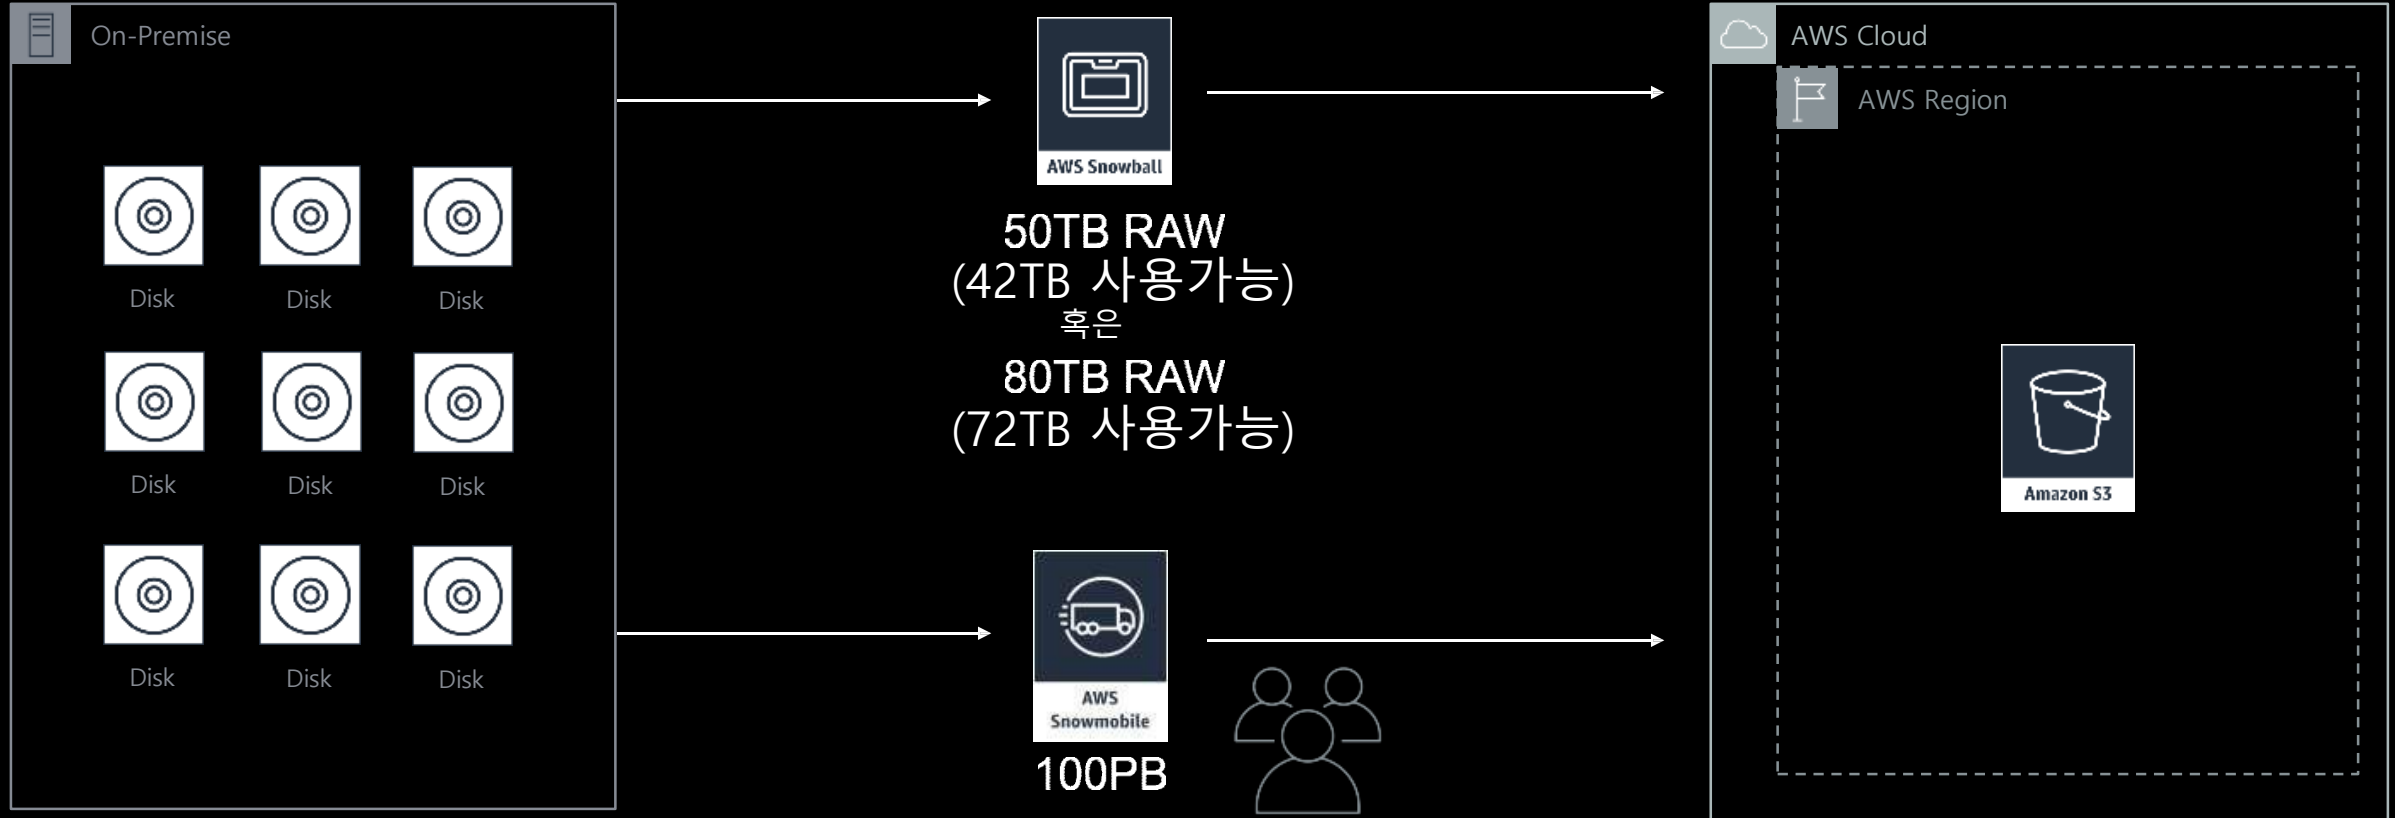 On-Premise
Disk
Disk
Disk
Disk
Disk
Disk
Disk
Disk
Disk
AWS Snowball
50TB RAW
(42TB 사용가능)
혹은
80TB RAW
(72TB 사용가능)
AWS
Snowmobile
100PB
AWS Cloud
AWS Region
Amazon S3